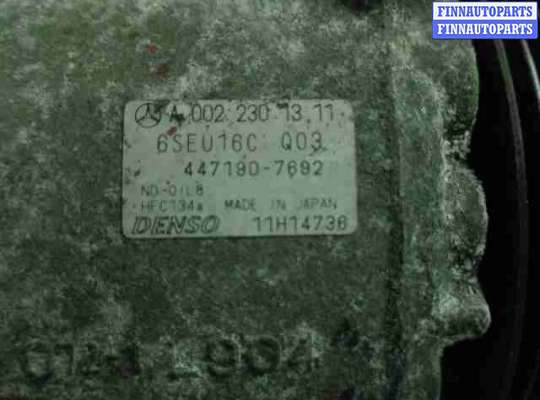 FINNAUTOPARTS
FINNAUTOPARTS
A 002 230 13 11
6SEU16C Q03
447190-7692
ND-OIL8
HFC134a MADE IN JAPAN
DENSO 11H14736